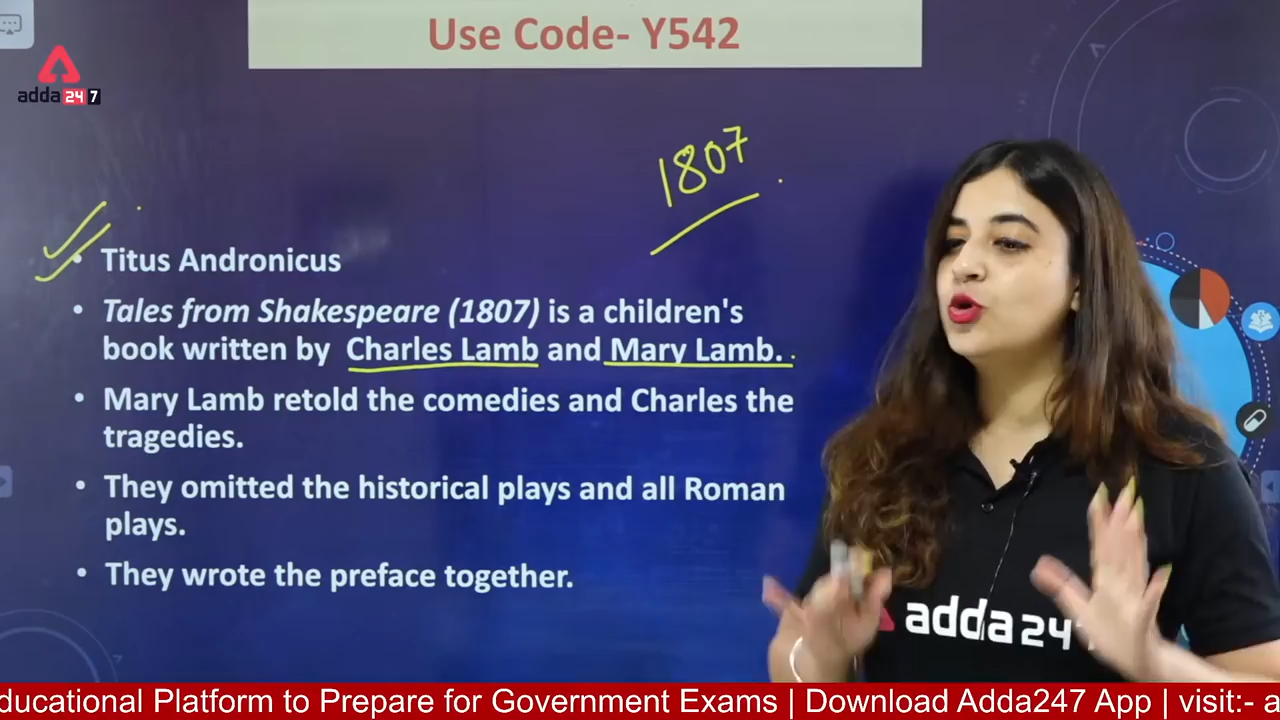 Use Code- Y542
adda 247
1807
• Titus Andronicus
• Tales from Shakespeare (1807) is a children's
book written by Charles Lamb and Mary Lamb.
• Mary Lamb retold the comedies and Charles the
tragedies.
• They omitted the historical plays and all Roman
plays.
• They wrote the preface together.
adda 247
ducational Platform to Prepare for Government Exams | Download Adda247 App | visit:- a